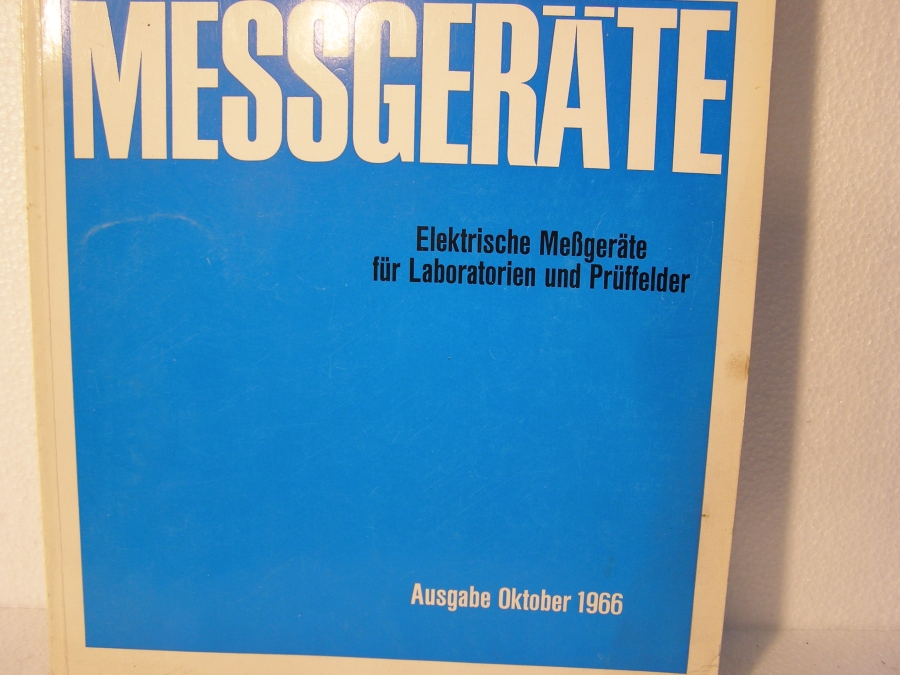 MESSGERÄTE
Elektrische Meßgeräte
für Laboratorien und Prüffelder
Ausgabe Oktober 1966